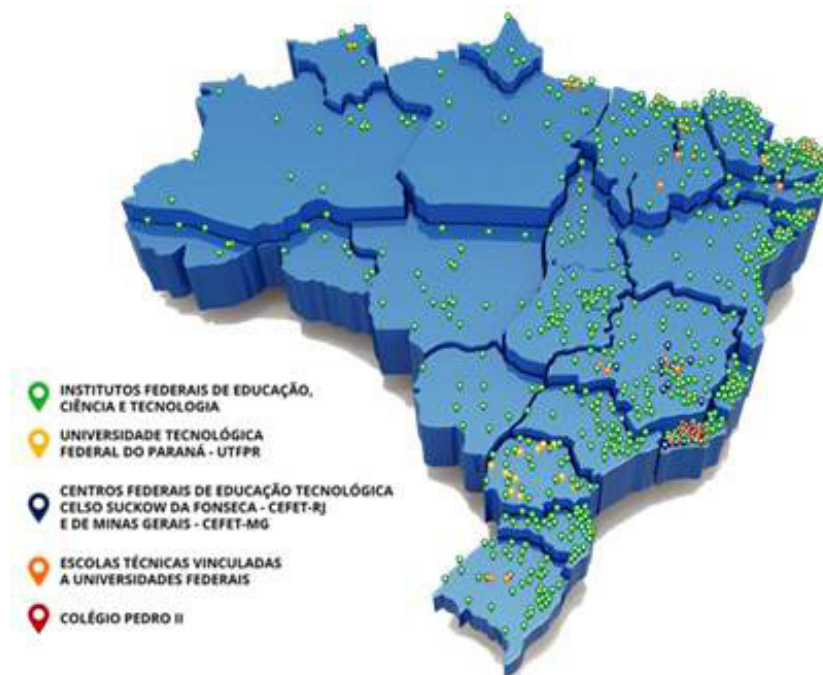 INSTITUTOS FEDERAIS DE EDUCAÇÃO,
CIÊNCIA E TECNOLOGIA
UNIVERSIDADE TECNOLÓGICA
FEDERAL DO PARANÁ - UTFPR
CENTROS FEDERAIS DE EDUCAÇÃO TECNOLÓGICA
CELSO SUCKOW DA FONSECA - CEFET-RJ
E DE MINAS GERAIS - CEFET-MG
ESCOLAS TÉCNICAS VINCULADAS
A UNIVERSIDADES FEDERAIS
COLÉGIO PEDRO II